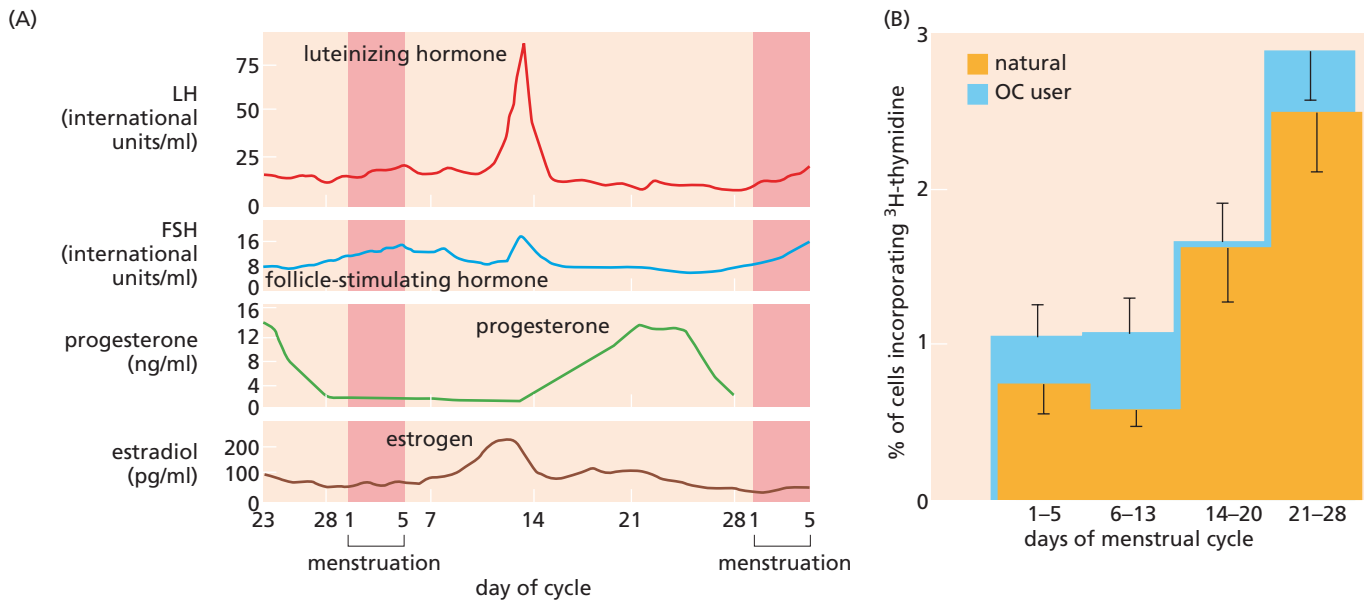 (A)
luteinizing hormone
LH
(international
units/ml)
75
50
25
0
FSH
(international
units/ml)
16
8
0
follicle-stimulating hormone
progesterone
(ng/ml)
16
12
8
4
0
progesterone
estradiol
(pg/ml)
200
100
0
estrogen
23 28 1 5 7 14 21 28 1 5
menstruation menstruation
day of cycle
(B)
natural
OC user
% of cells incorporating ³H-thymidine
3
2
1
0
1–5 6–13 14–20 21–28
days of menstrual cycle